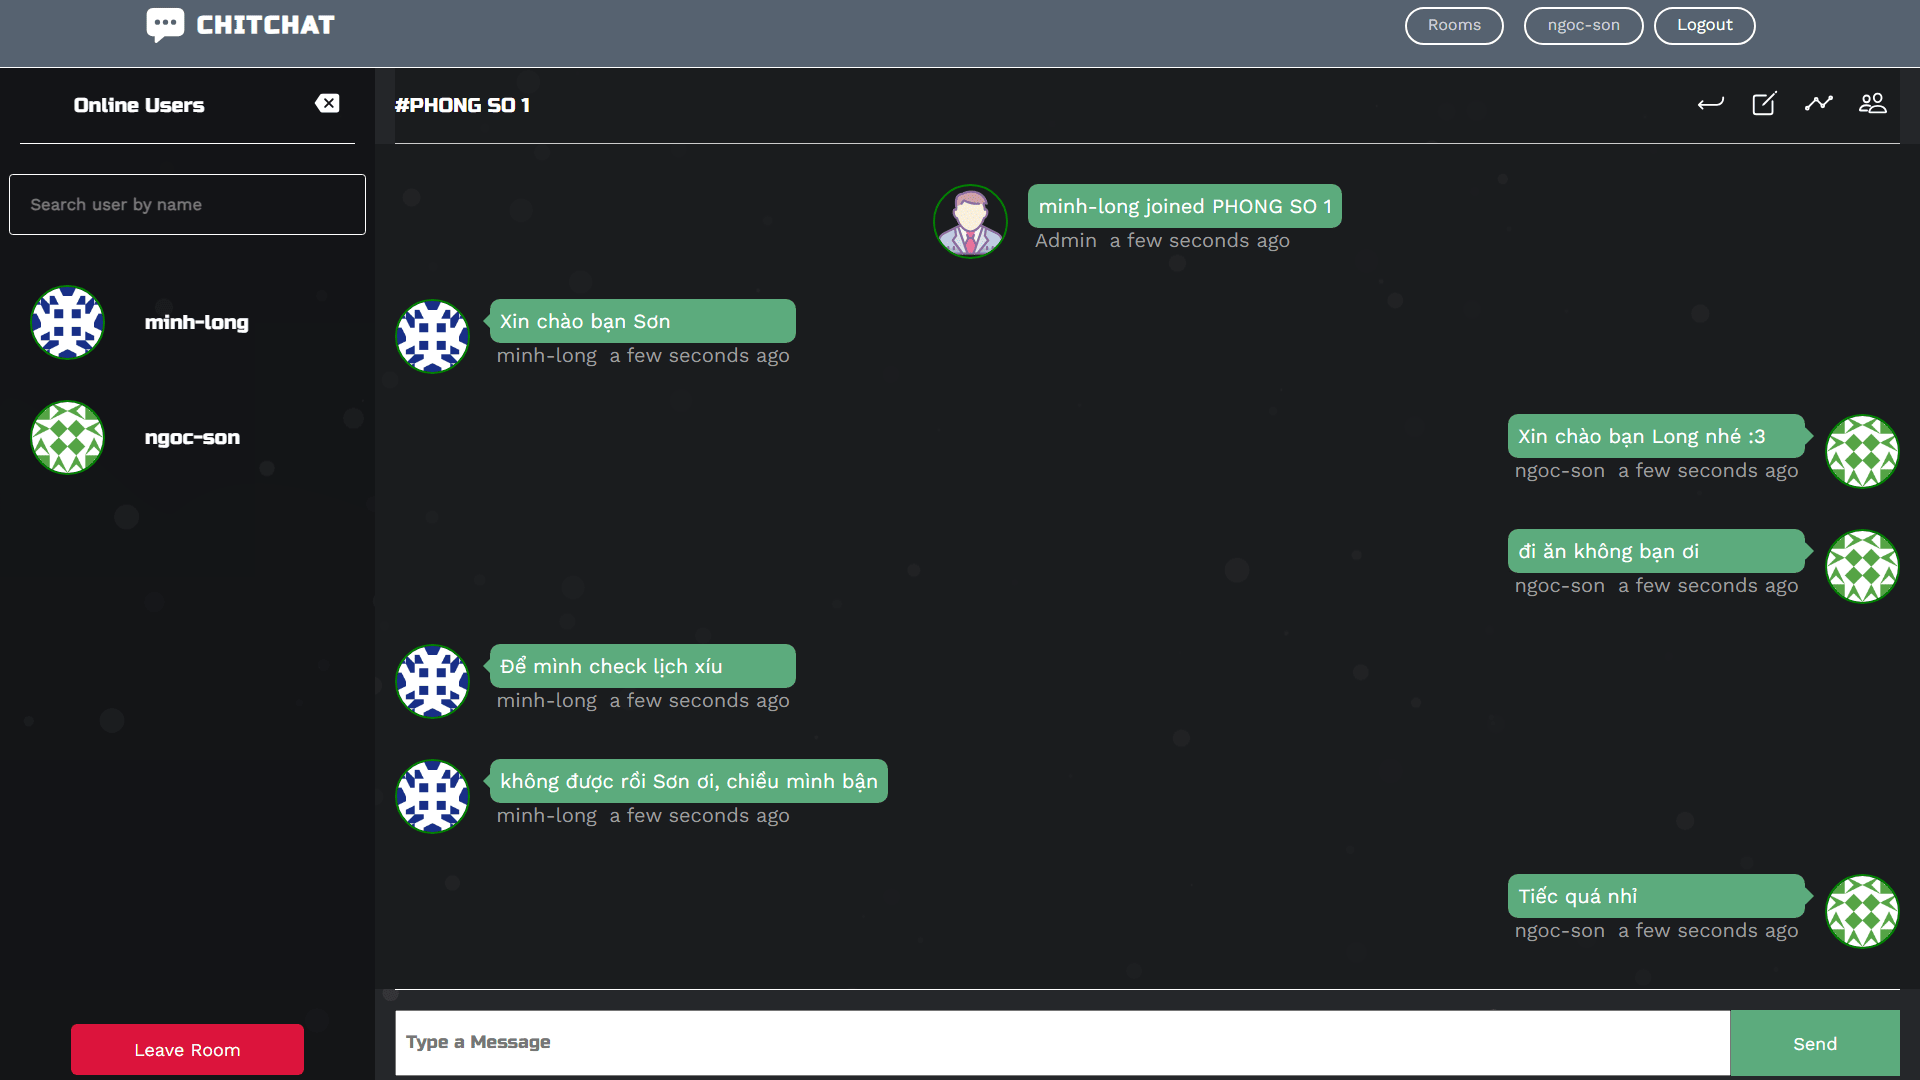 CHITCHAT
Rooms
ngoc-son
Logout
Online Users
#PHONG SO 1
Search user by name
minh-long
ngoc-son
minh-long joined PHONG SO 1
Admin a few seconds ago
Xin chào bạn Sơn
minh-long a few seconds ago
Xin chào bạn Long nhé :3
ngoc-son a few seconds ago
đi ăn không bạn ơi
ngoc-son a few seconds ago
Để mình check lịch xíu
minh-long a few seconds ago
không được rồi Sơn ơi, chiều mình bận
minh-long a few seconds ago
Tiếc quá nhỉ
ngoc-son a few seconds ago
Leave Room
Type a Message
Send